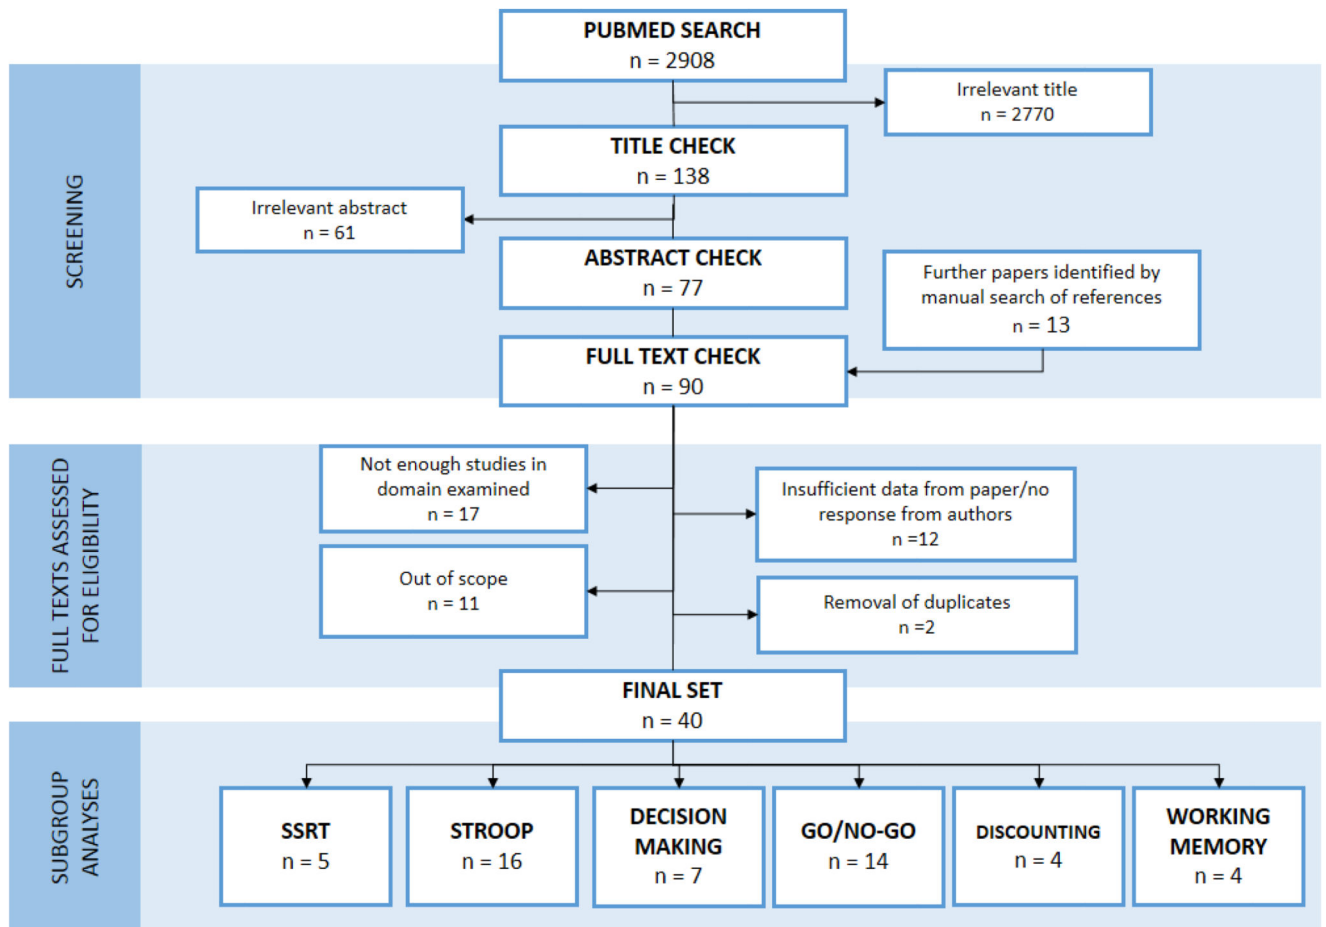 PUBMED SEARCH
n = 2908
Irrelevant title
n = 2770
TITLE CHECK
n = 138
Irrelevant abstract
n = 61
ABSTRACT CHECK
n = 77
Further papers identified by
manual search of references
n = 13
FULL TEXT CHECK
n = 90
SCREENING
Not enough studies in
domain examined
n = 17
Insufficient data from paper/no
response from authors
n =12
Out of scope
n = 11
Removal of duplicates
n =2
FULL TEXTS ASSESSED
FOR ELIGIBILITY
FINAL SET
n = 40
SUBGROUP
ANALYSES
SSRT
n = 5
STROOP
n = 16
DECISION
MAKING
n = 7
GO/NO-GO
n = 14
DISCOUNTING
n = 4
WORKING
MEMORY
n = 4